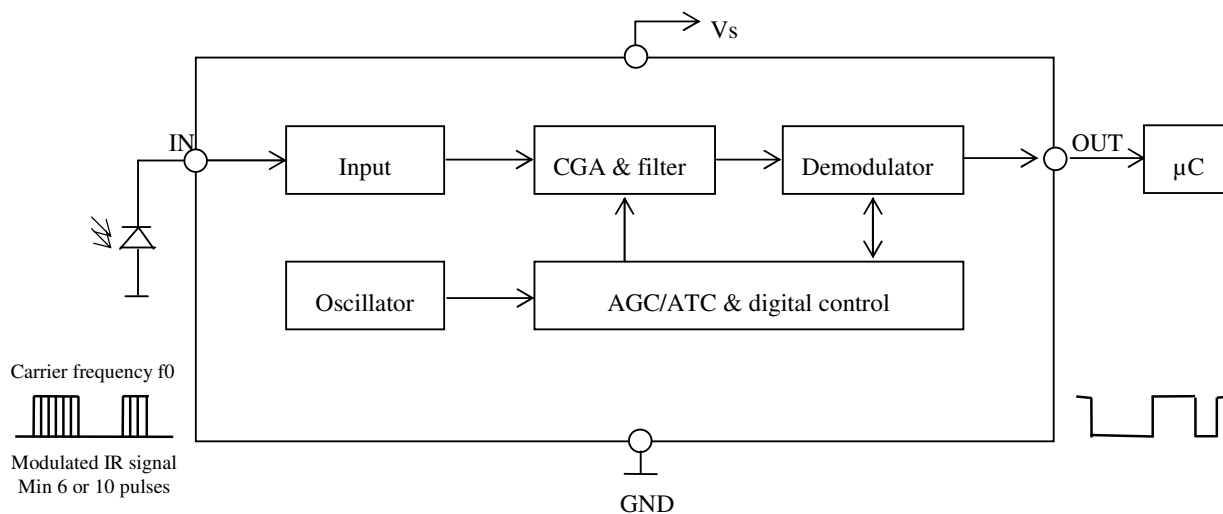 Vs
IN
Input
CGA & filter
Demodulator
OUT
µC
Oscillator
AGC/ATC & digital control
Carrier frequency f0
Modulated IR signal
Min 6 or 10 pulses
GND